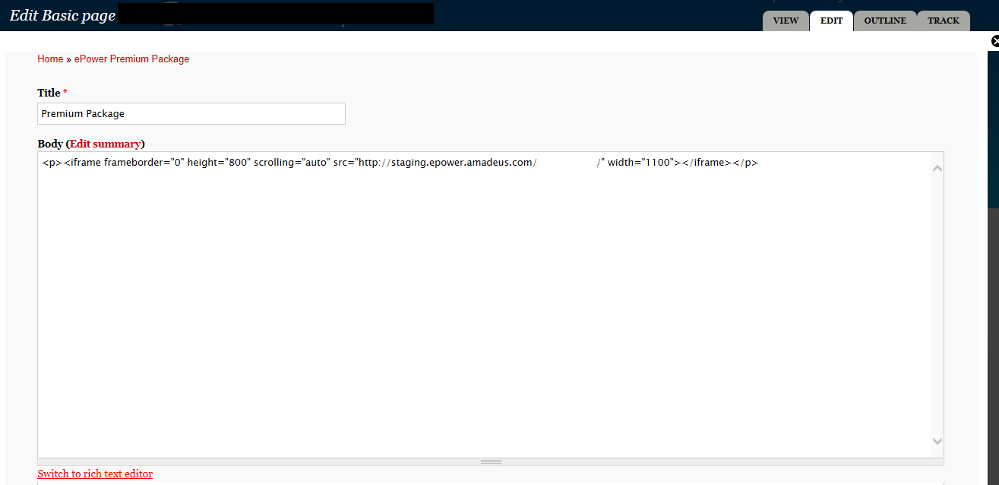 Edit Basic page
VIEW EDIT OUTLINE TRACK
Home » ePower Premium Package
Title *
Premium Package
Body (Edit summary)
<p><iframe frameborder="0" height="800" scrolling="auto" src="http://staging.epower.amadeus.com/ /" width="1100"></iframe></p>
Switch to rich text editor